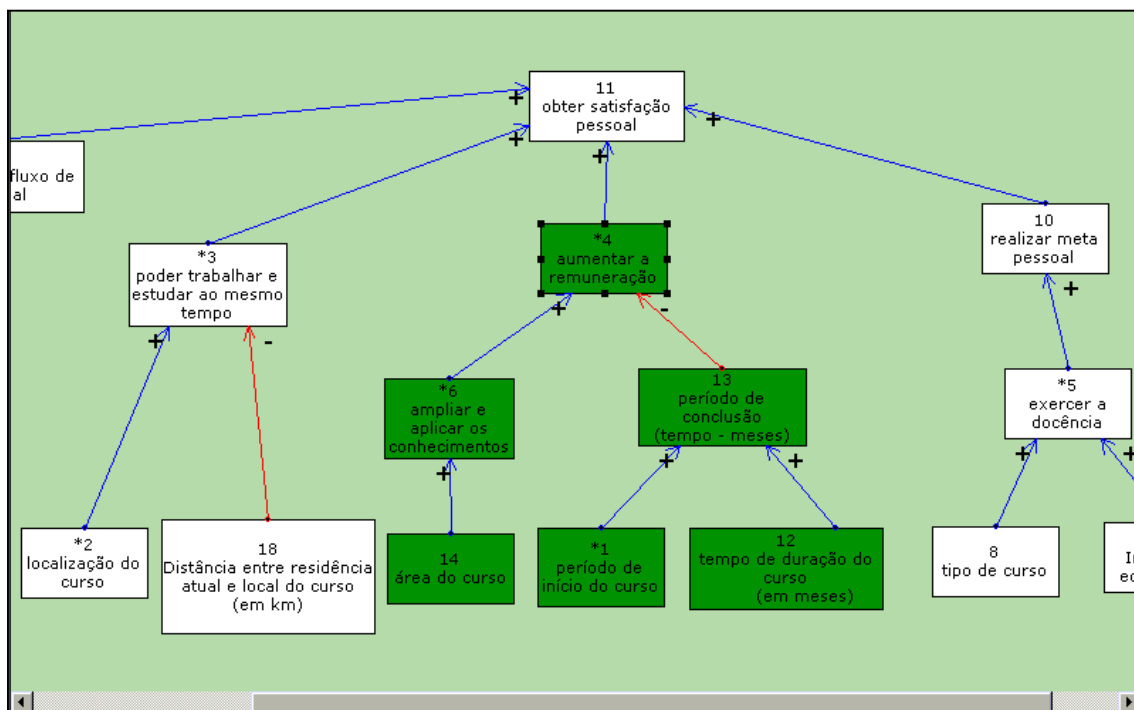 11
obter satisfação
pessoal
+
+
+
+
fluxo de
al
*3
poder trabalhar e
estudar ao mesmo
tempo
+
-
*4
aumentar a
remuneração
+
-
10
realizar meta
pessoal
+
*6
ampliar e
aplicar os
conhecimentos
+
13
período de
conclusão
(tempo - meses)
+
+
*5
exercer a
docência
+
+
*2
localização do
curso
18
Distância entre residência
atual e local do curso
(em km)
14
área do curso
*1
período de
início do curso
12
tempo de duração do
curso
(em meses)
8
tipo de curso